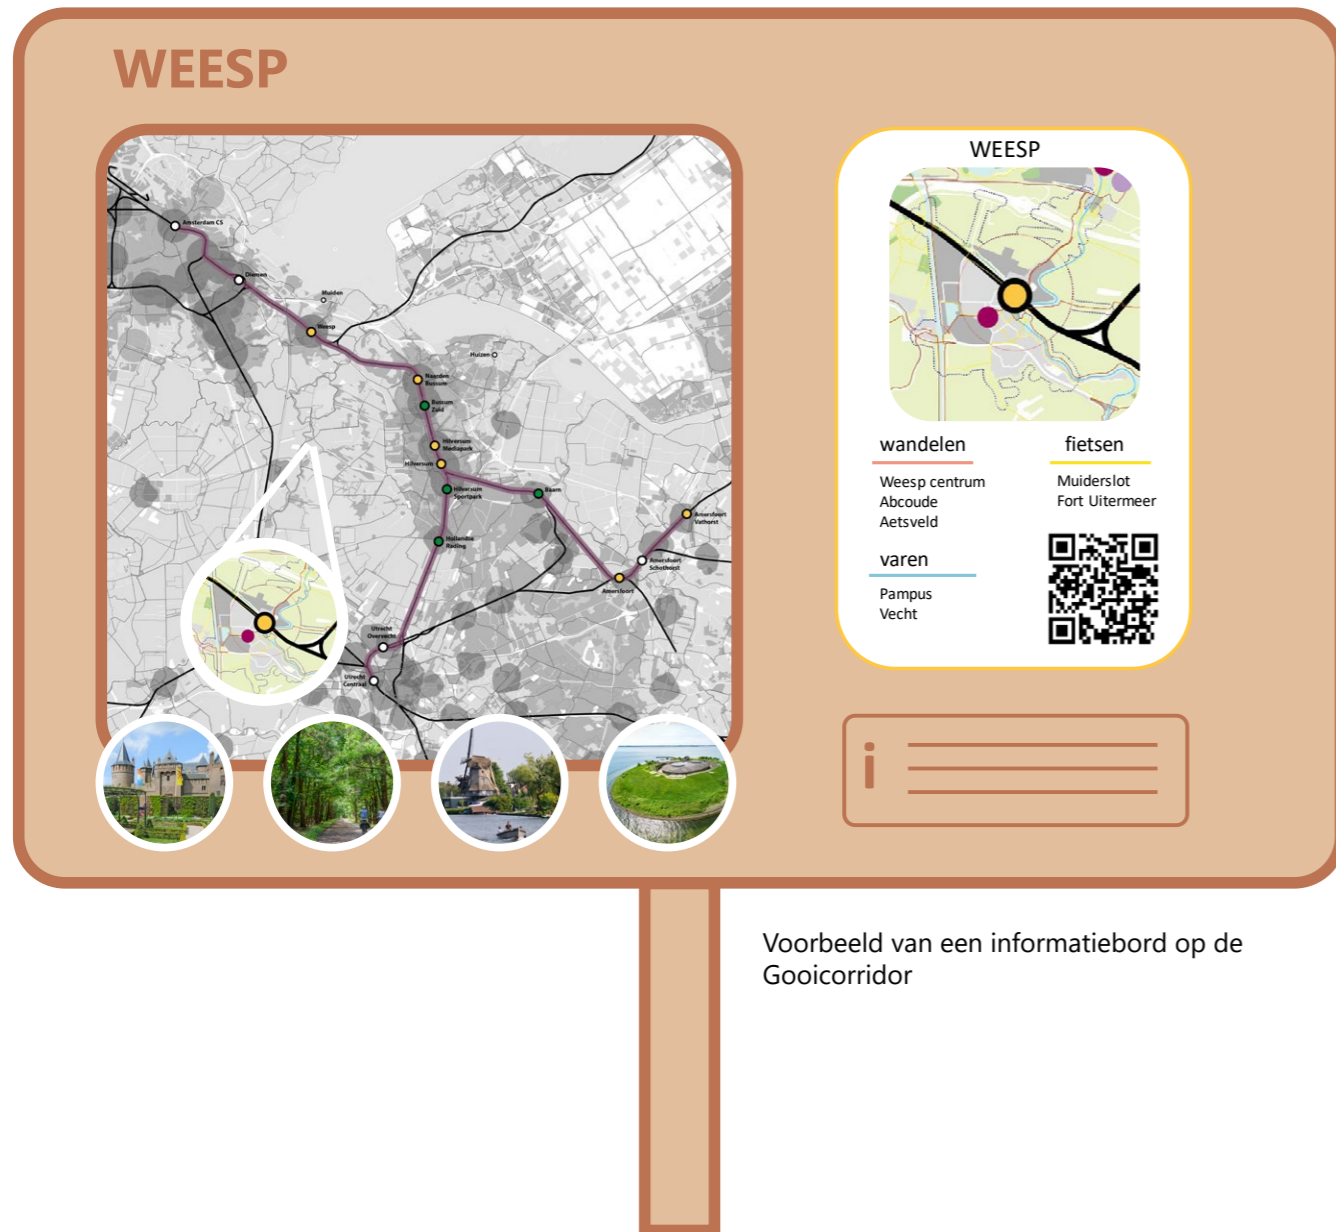 WEESP
Amsterdam CS
Diemen
Muiden
Weesp
Huizen
Naarden
Bussum
Bussum
Zuid
Hilversum
Mediapark
Hilversum
Hilversum
Sportpark
Baarn
Hollandse
Rading
Amersfoort
Vathorst
Amersfoort
Schothorst
Amersfoort
Utrecht
Overvecht
Utrecht
Centraal
WEESP
wandelen
Weesp centrum
Abcoude
Aetsveld
varen
Pampus
Vecht
fietsen
Muiderslot
Fort Uitermeer
i
Voorbeeld van een informatiebord op de
Gooicorridor